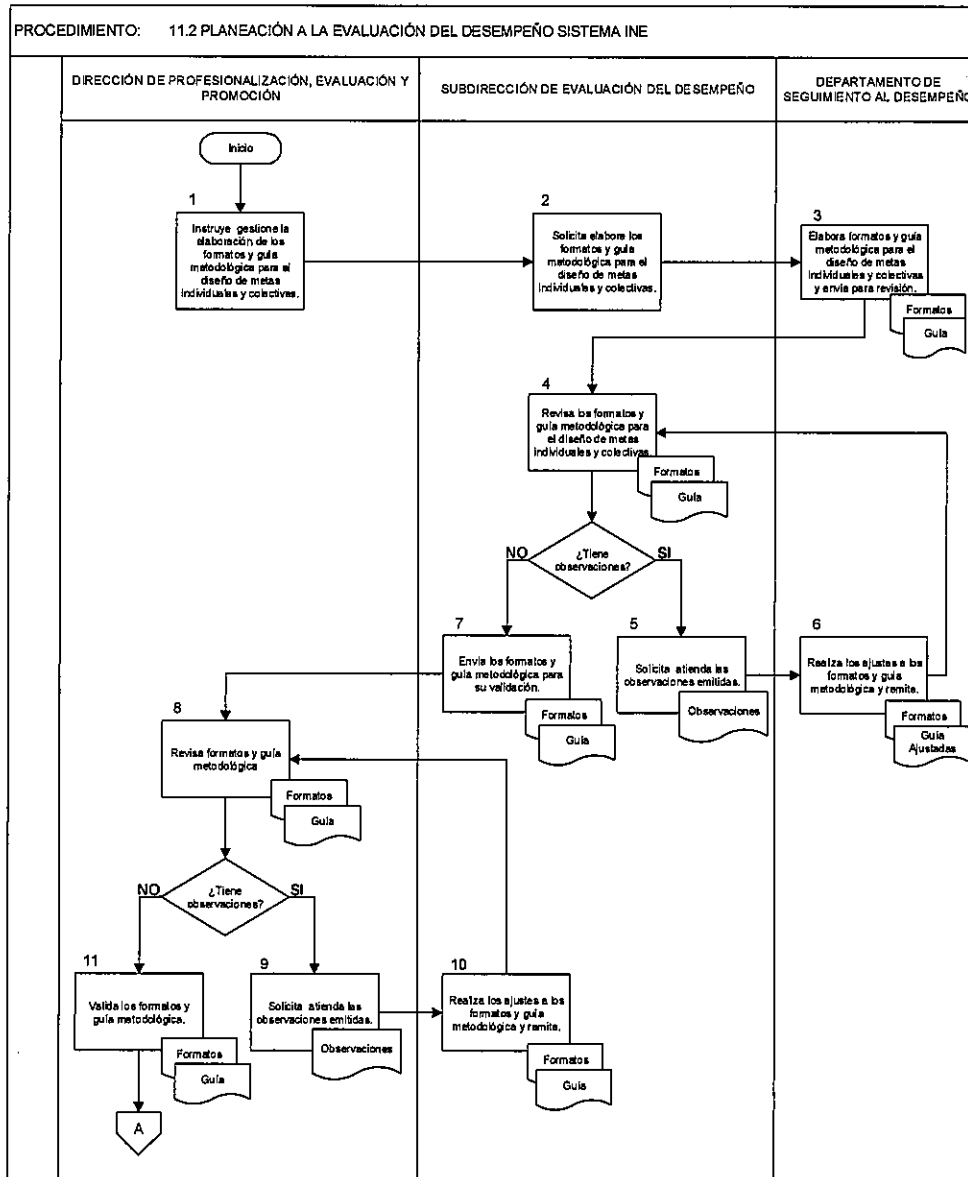 PROCEDIMIENTO: 11.2 PLANEACIÓN A LA EVALUACIÓN DEL DESEMPEÑO SISTEMA INE
DIRECCIÓN DE PROFESIONALIZACIÓN, EVALUACIÓN Y
PROMOCIÓN
SUBDIRECCIÓN DE EVALUACIÓN DEL DESEMPEÑO
DEPARTAMENTO DE
SEGUIMIENTO AL DESEMPEÑO
Inicio
1
Instruye gestione la
elaboración de los
formatos y guía
metodológica para el
diseño de metas
individuales y colectivas.
2
Solicita elabore los
formatos y guía
metodológica para el
diseño de metas
individuales y colectivas.
3
Elabora formatos y guía
metodológica para el
diseño de metas
individuales y colectivas
y envía para revisión.
Formatos
Guía
4
Revisa los formatos y
guía metodológica para
el diseño de metas
individuales y colectivas
Formatos
Guía
¿Tiene
observaciones?
NO
SI
7
Envía los formatos y
guía metodológica para
su validación.
Formatos
Guía
5
Solicita atienda las
observaciones emitidas.
Observaciones
6
Realza los ajustes a los
formatos y guía
metodológica y remite.
Formatos
Guía
Ajustadas
8
Revisa formatos y guía
metodológica
Formatos
Guía
¿Tiene
observaciones?
NO
SI
11
Valida los formatos y
guía metodológica.
Formatos
Guía
9
Solicita atienda las
observaciones emitidas.
Observaciones
10
Realza los ajustes a los
formatos y guía
metodológica y remite.
Formatos
Guía
A